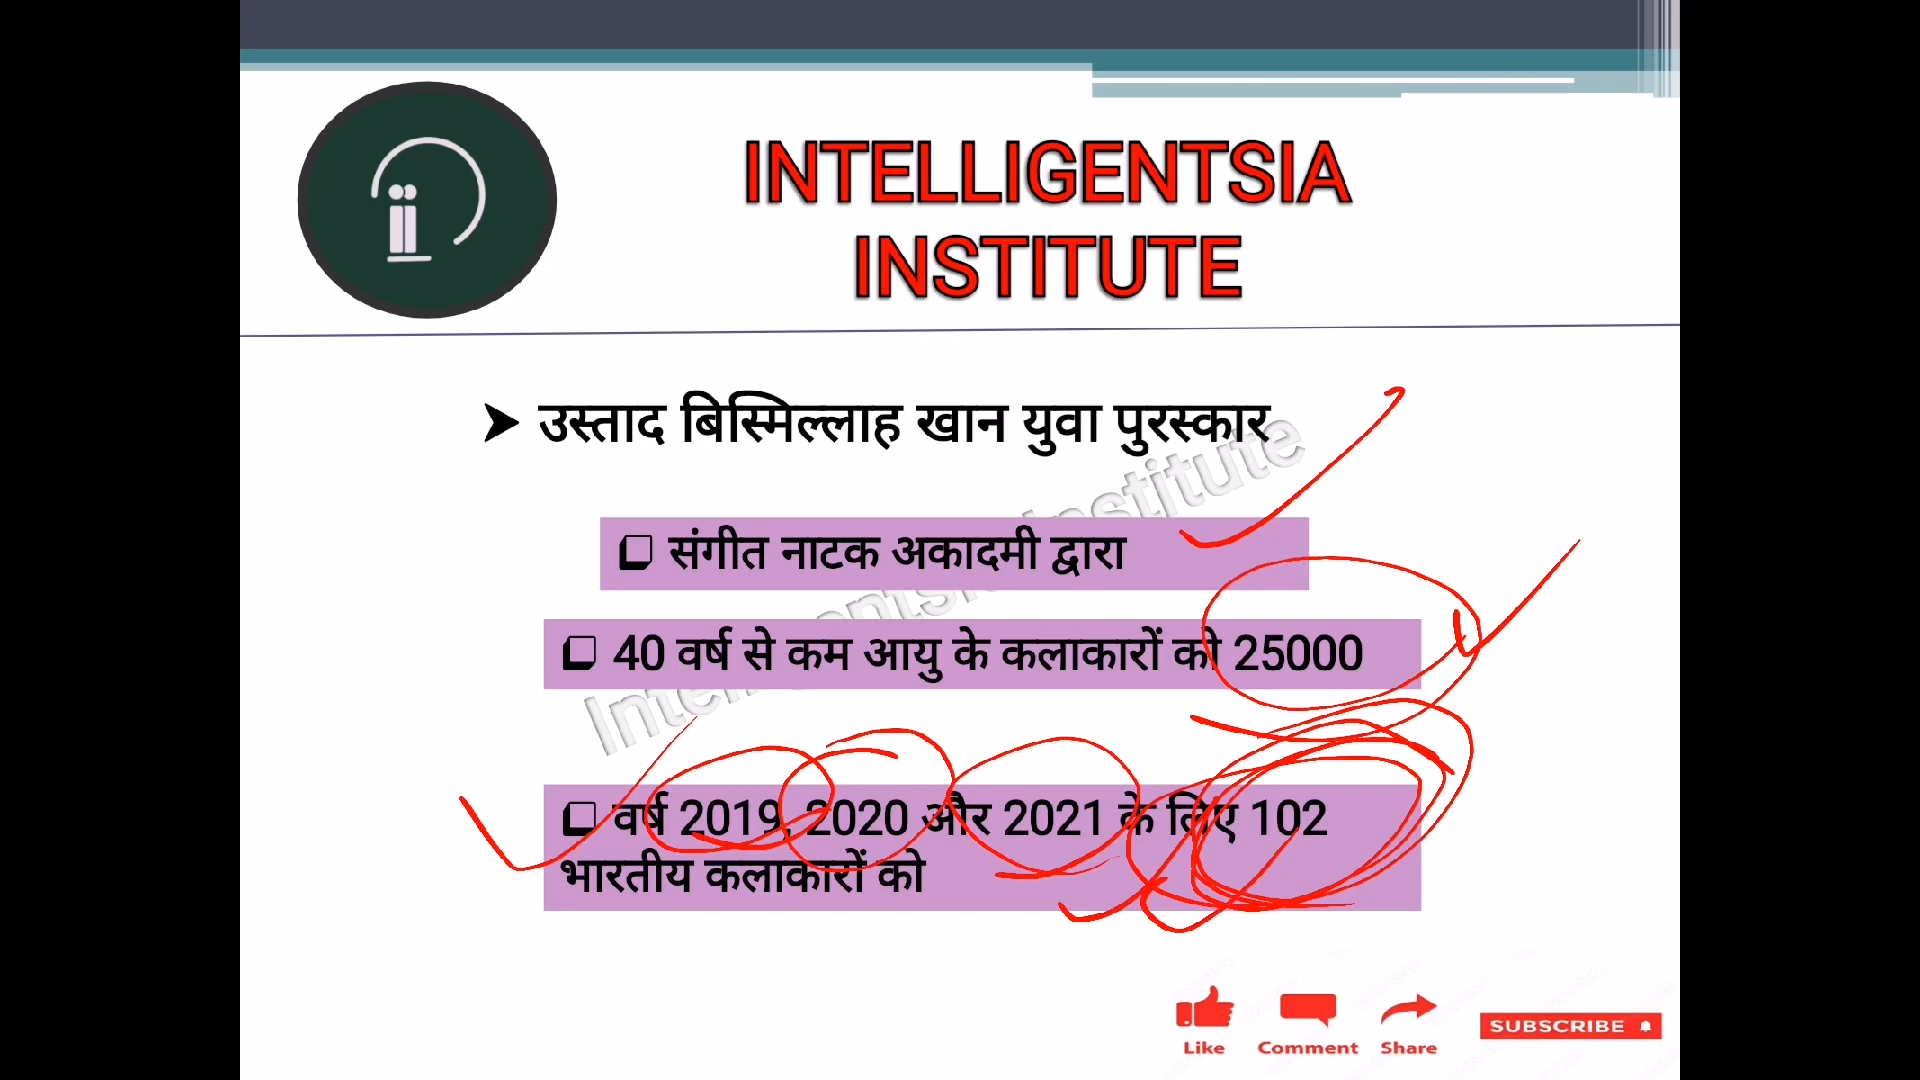 INTELLIGENTSIA
INSTITUTE
➤ उस्ताद बिस्मिल्लाह खान युवा पुरस्कार
❑ संगीत नाटक अकादमी द्वारा
❑ 40 वर्ष से कम आयु के कलाकारों को 25000
❑ वर्ष 2019, 2020 और 2021 के लिए 102
भारतीय कलाकारों को
Like Comment Share SUBSCRIBE